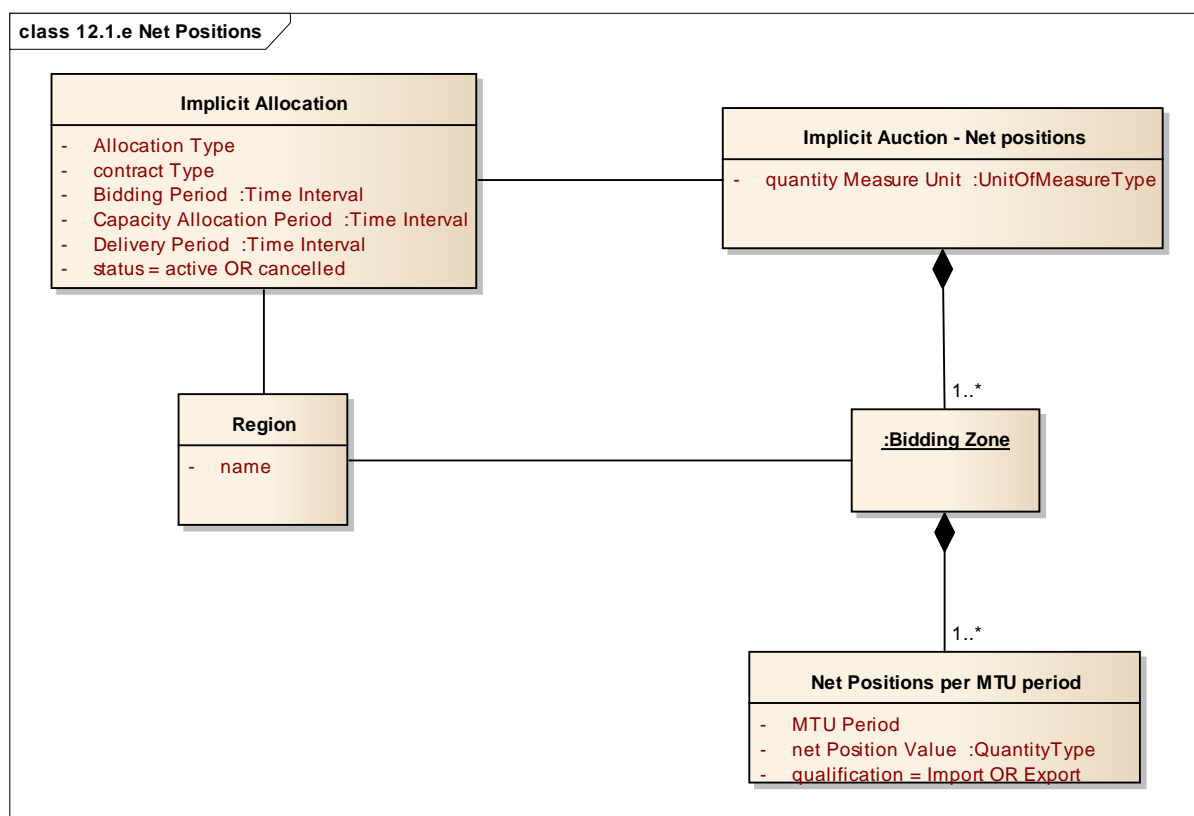 class 12.1.e Net Positions
Implicit Allocation
- Allocation Type
- contract Type
- Bidding Period :Time Interval
- Capacity Allocation Period :Time Interval
- Delivery Period :Time Interval
- status = active OR cancelled
Implicit Auction - Net positions
- quantity Measure Unit :UnitOfMeasureType
1..*
Region
- name
:Bidding Zone
1..*
Net Positions per MTU period
- MTU Period
- net Position Value :QuantityType
- qualification = Import OR Export